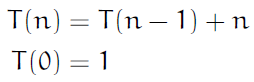 T(n) = T(n − 1) + n
T(0) = 1